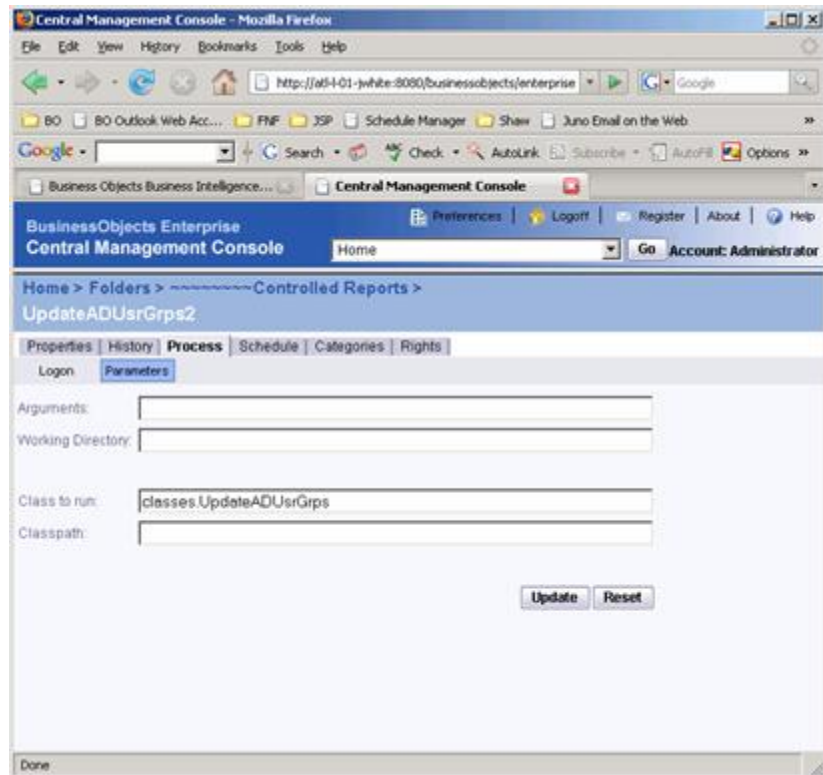 Central Management Console - Mozilla Firefox
File Edit View History Bookmarks Tools Help
http://atl-l-01-jwhite:8080/businessobjects/enterprise Google
BO BO Outlook Web Acc... FNF JSP Schedule Manager Shaw Juno Email on the Web »
Google Search Check AutoLink Subscribe AutoFill Options »
Business Objects Business Intelligence... Central Management Console
Preferences | Logoff | Register | About | Help
BusinessObjects Enterprise
Central Management Console Home Go Account: Administrator
Home > Folders > ~~~~~~~~Controlled Reports >
UpdateADUsrGrps2
Properties | History | Process | Schedule | Categories | Rights |
Logon Parameters
Arguments:
Working Directory:
Class to run: classes.UpdateADUsrGrps
Classpath:
Update Reset
Done